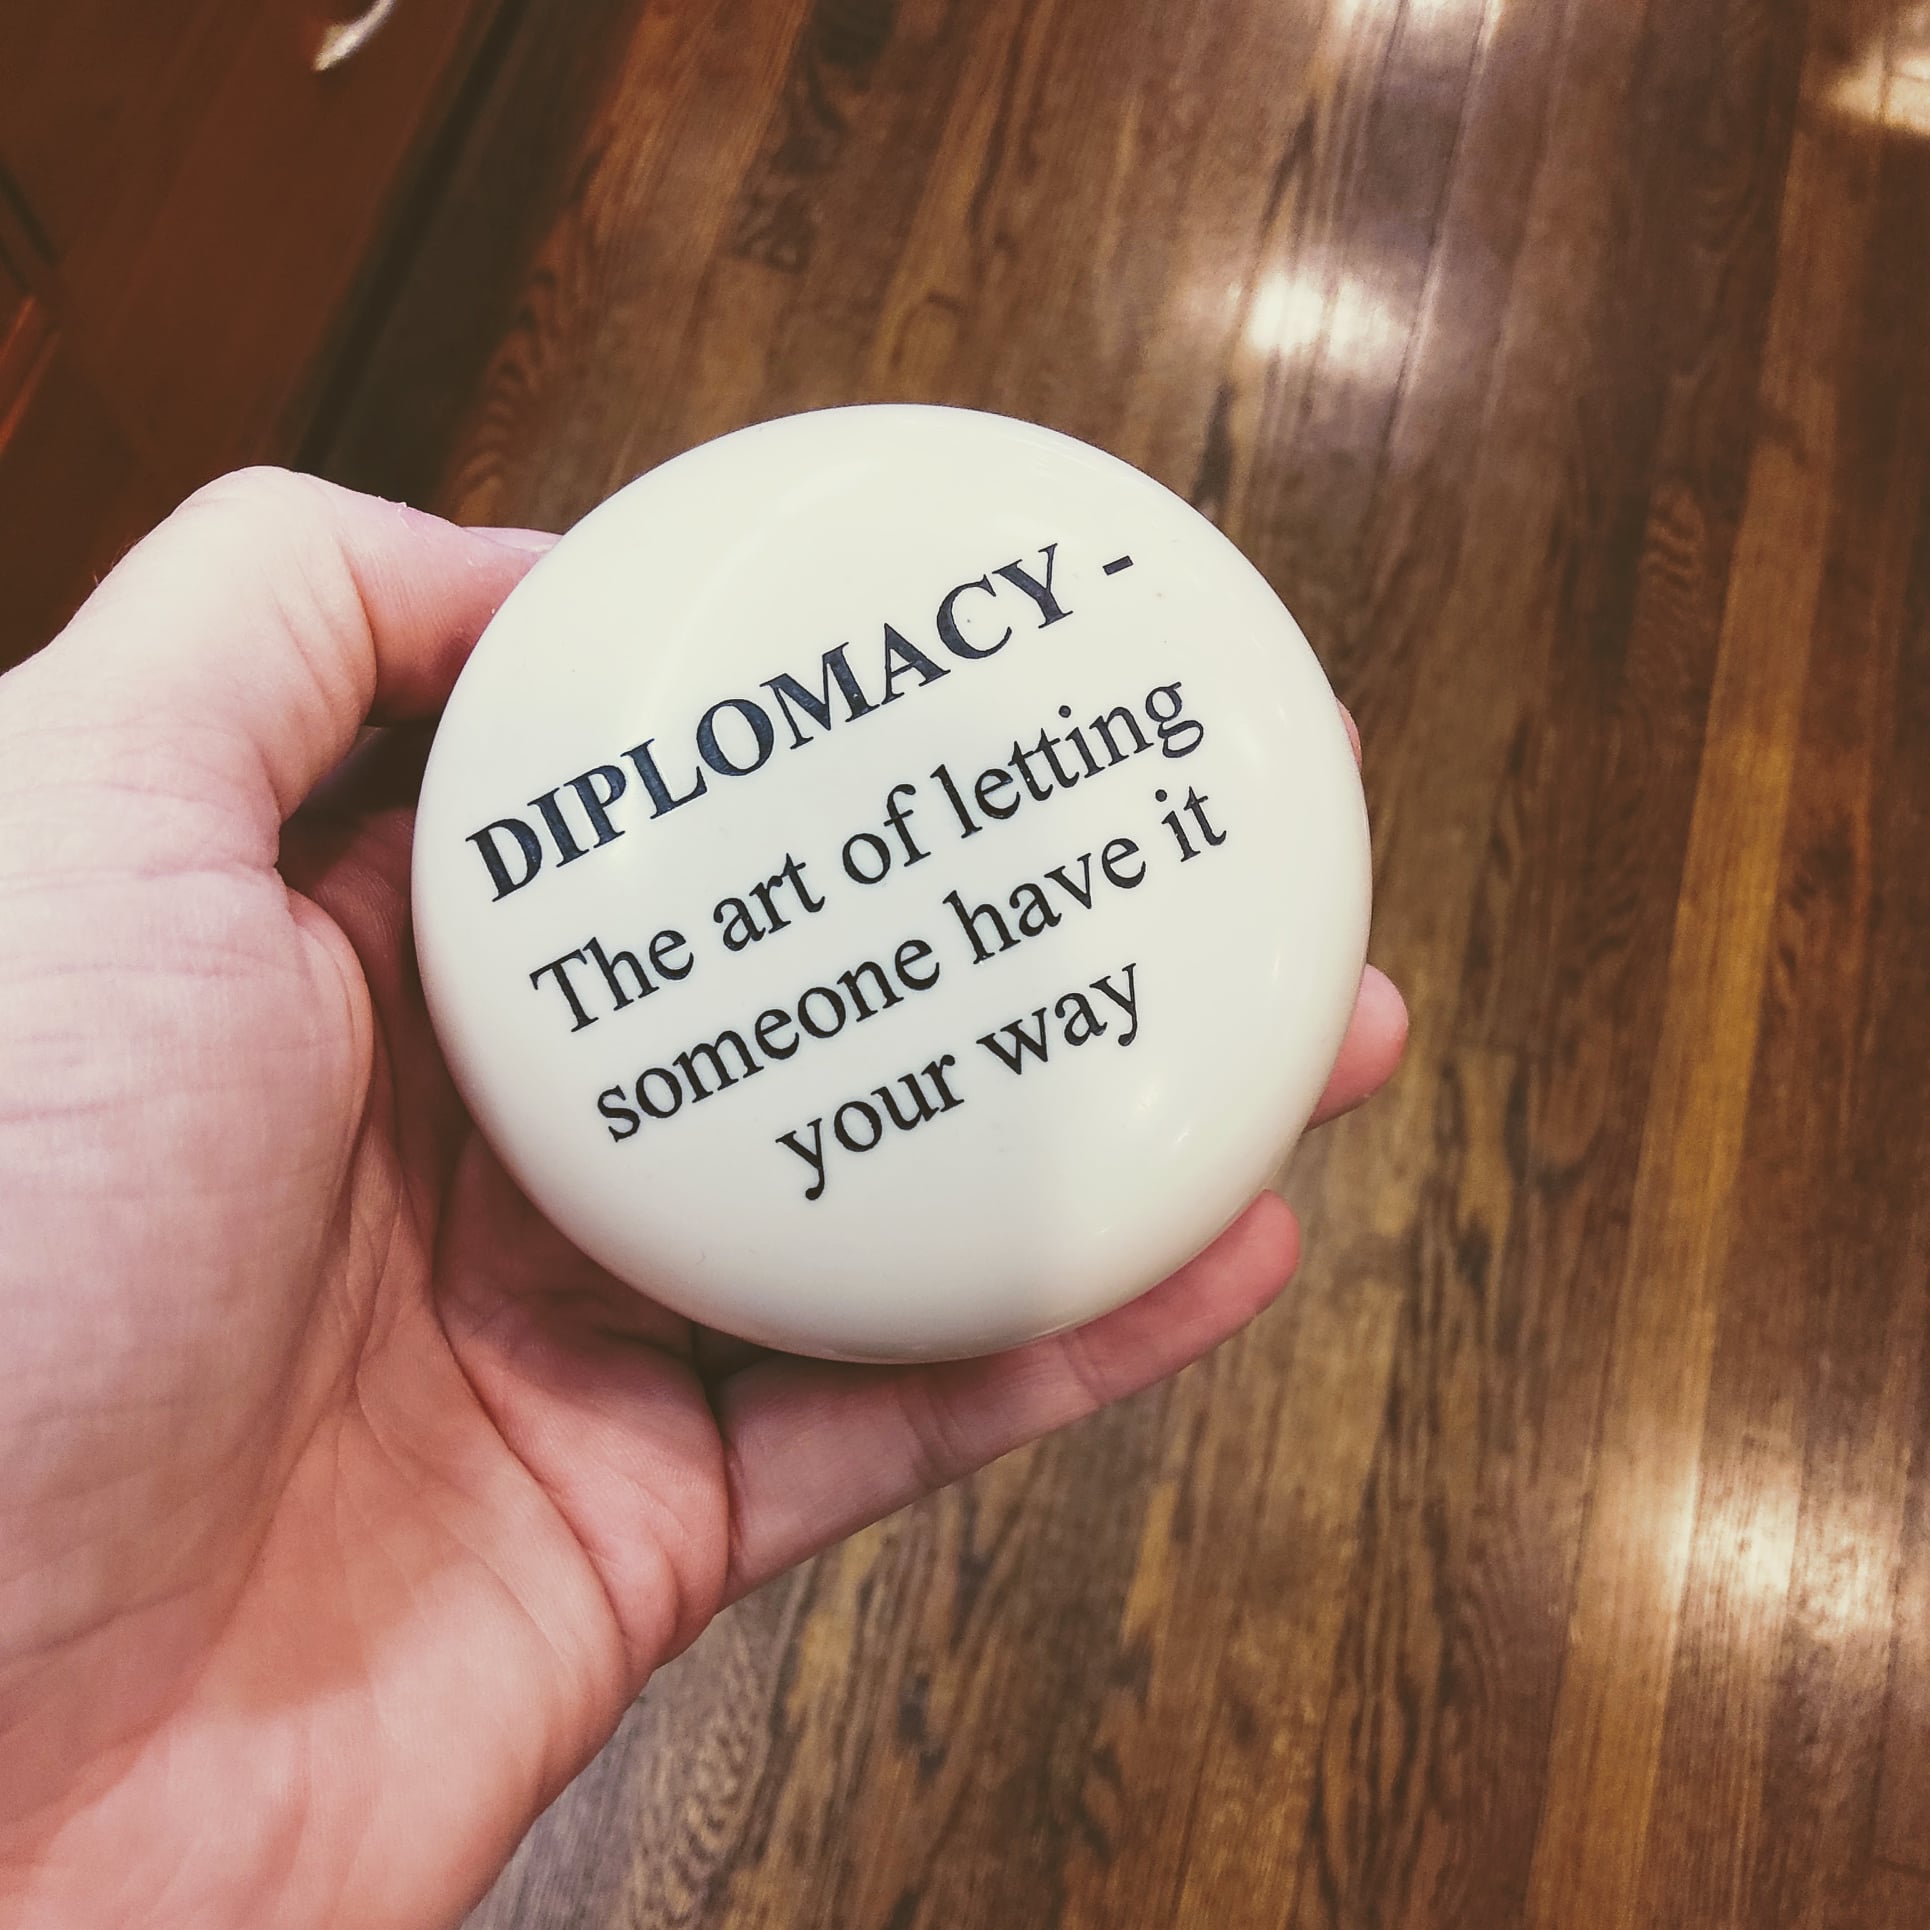 DIPLOMACY -
The art of letting
someone have it
your way